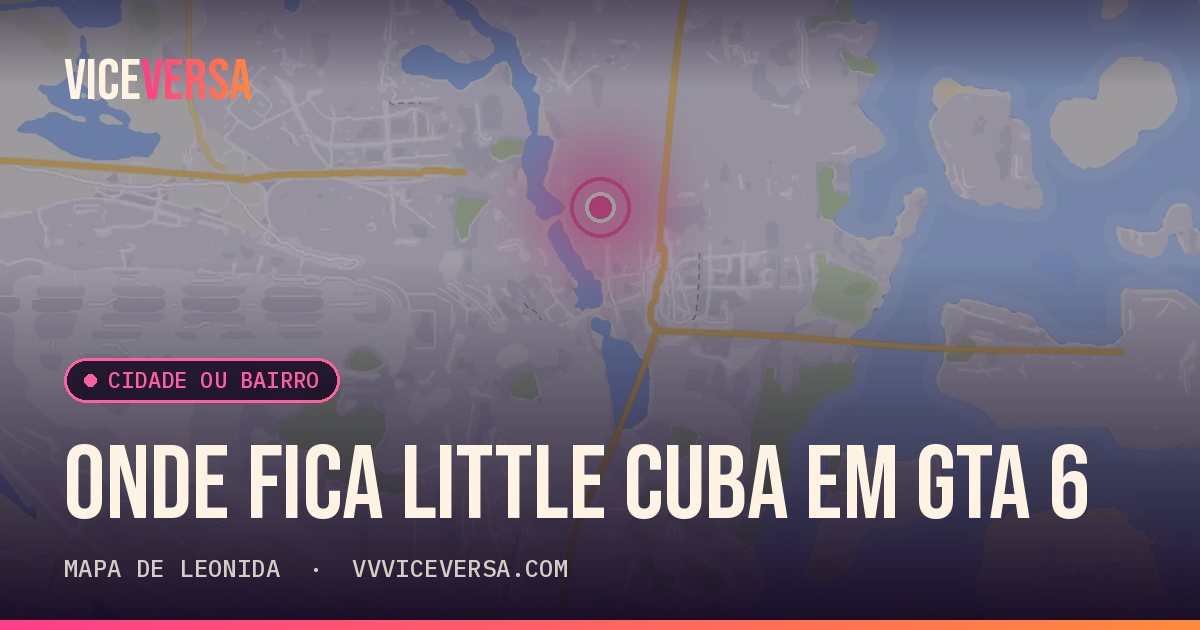 VICEVERSA
CIDADE OU BAIRRO
ONDE FICA LITTLE CUBA EM GTA 6
MAPA DE LEONIDA · VVVICEVERSA.COM